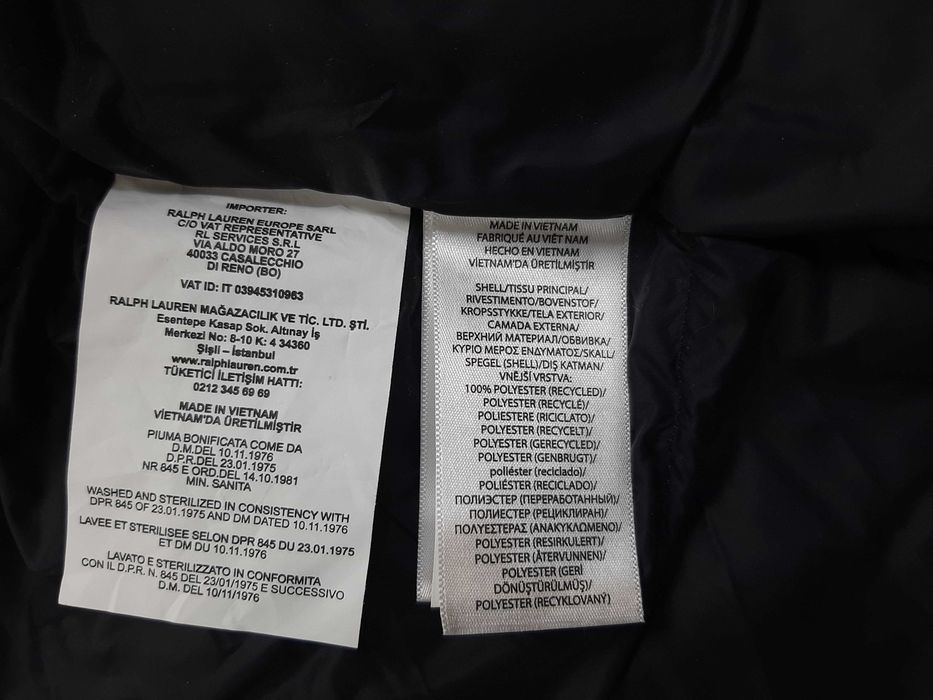 IMPORTER:
RALPH LAUREN EUROPE SARL
C/O VAT REPRESENTATIVE
RL SERVICES S.R.L
VIA ALDO MORO 27
40033 CASALECCHIO
DI RENO (BO)
VAT ID: IT 03945310963
RALPH LAUREN MAĞAZACILIK VE TİC. LTD. ŞTİ.
Esentepe Kasap Sok. Altınay İş
Merkezi No: 8-10 K: 4 34360
Şişli – İstanbul
www.ralphlauren.com.tr
TÜKETİCİ İLETİŞİM HATTI:
0212 345 69 69
MADE IN VIETNAM
VİETNAM'DA ÜRETİLMİŞTİR
PIUMA BONIFICATA COME DA
D.M.DEL 10.11.1976
D.P.R.DEL 23.01.1975
NR 845 E ORD.DEL 14.10.1981
MIN. SANITA
WASHED AND STERILIZED IN CONSISTENCY WITH
DPR 845 OF 23.01.1975 AND DM DATED 10.11.1976
LAVEE ET STERILISEE SELON DPR 845 DU 23.01.1975
ET DM DU 10.11.1976
LAVATO E STERILIZZATO IN CONFORMITA
CON IL D.P.R. N. 845 DEL 23/01/1975 E SUCCESSIVO
D.M. DEL 10/11/1976
MADE IN VIETNAM
FABRIQUÉ AU VIÊT NAM
HECHO EN VIETNAM
VİETNAM'DA ÜRETİLMİŞTİR
SHELL/TISSU PRINCIPAL/
RIVESTIMENTO/BOVENSTOF/
KROPSSTYKKE/TELA EXTERIOR/
CAMADA EXTERNA/
ВЕРХНИЙ МАТЕРИАЛ/ОБВИВКА/
ΚΥΡΙΟ ΜΕΡΟΣ ΕΝΔΥΜΑΤΟΣ/SKALL/
SPEGEL (SHELL)/DIŞ KATMAN/
VNĚJŠÍ VRSTVA:
100% POLYESTER (RECYCLED)/
POLYESTER (RECYCLÉ)/
POLIESTERE (RICICLATO)/
POLYESTER (RECYCELT)/
POLYESTER (GERECYCLED)/
POLYESTER (GENBRUGT)/
poliéster (reciclado)/
POLIÉSTER (RECICLADO)/
ПОЛИЭСТЕР (ПЕРЕРАБОТАННЫЙ)/
ПОЛИЕСТЕР (РЕЦИКЛИРАН)/
ΠΟΛΥΕΣΤΕΡΑΣ (ΑΝΑΚΥΚΛΩΜΕΝΟ)/
POLYESTER (RESIRKULERT)/
POLYESTER (ÅTERVUNNEN)/
POLYESTER (GERİ
DÖNÜŞTÜRÜLMÜŞ)/
POLYESTER (RECYKLOVANÝ)